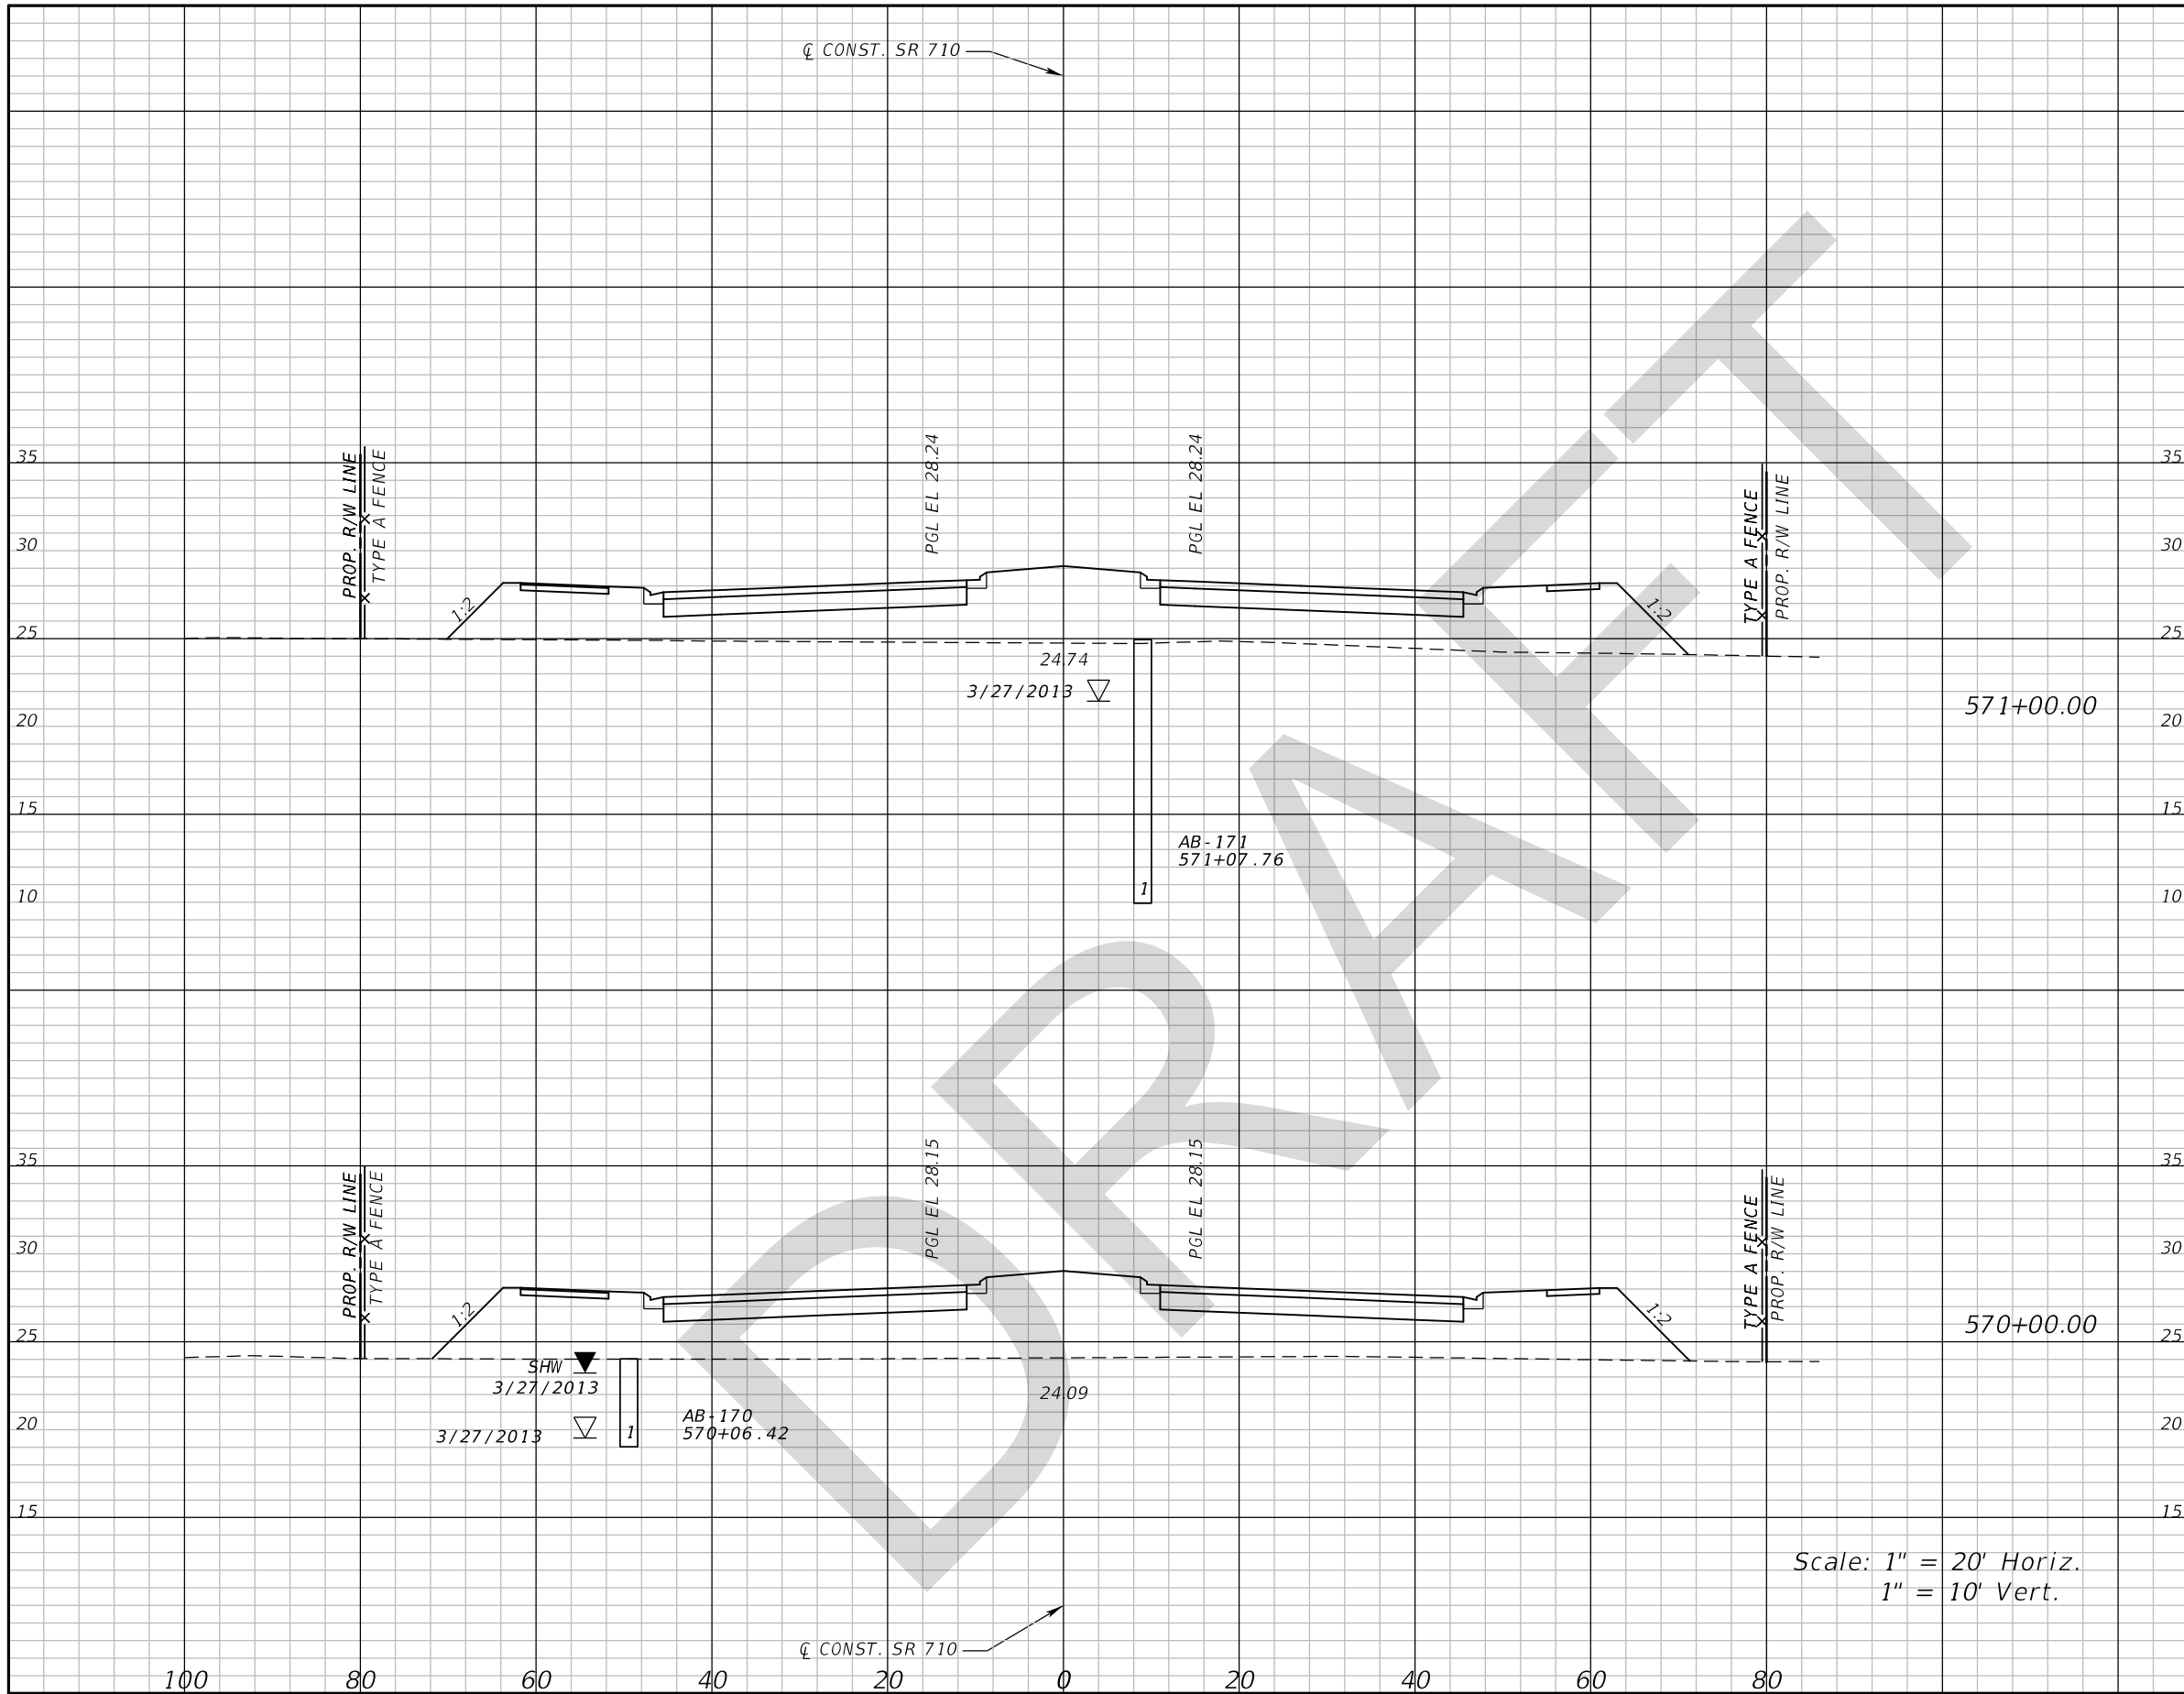 ℄ CONST. SR 710
PROP. R/W LINE
TYPE A FENCE
PGL EL 28.24
PGL EL 28.24
TYPE A FENCE
PROP. R/W LINE
35
35
30
30
1:2
1:2
25
25
24.74
3/27/2013
571+00.00
20
20
15
15
AB-171
571+07.76
1
10
10
PROP. R/W LINE
TYPE A FENCE
PGL EL 28.15
PGL EL 28.15
TYPE A FENCE
PROP. R/W LINE
35
35
30
30
1:2
1:2
25
25
570+00.00
SHW
3/27/2013
24.09
20
20
3/27/2013
1
AB-170
570+06.42
15
15
Scale: 1" = 20' Horiz.
1" = 10' Vert.
℄ CONST. SR 710
100 80 60 40 20 0 20 40 60 80
DRAFT